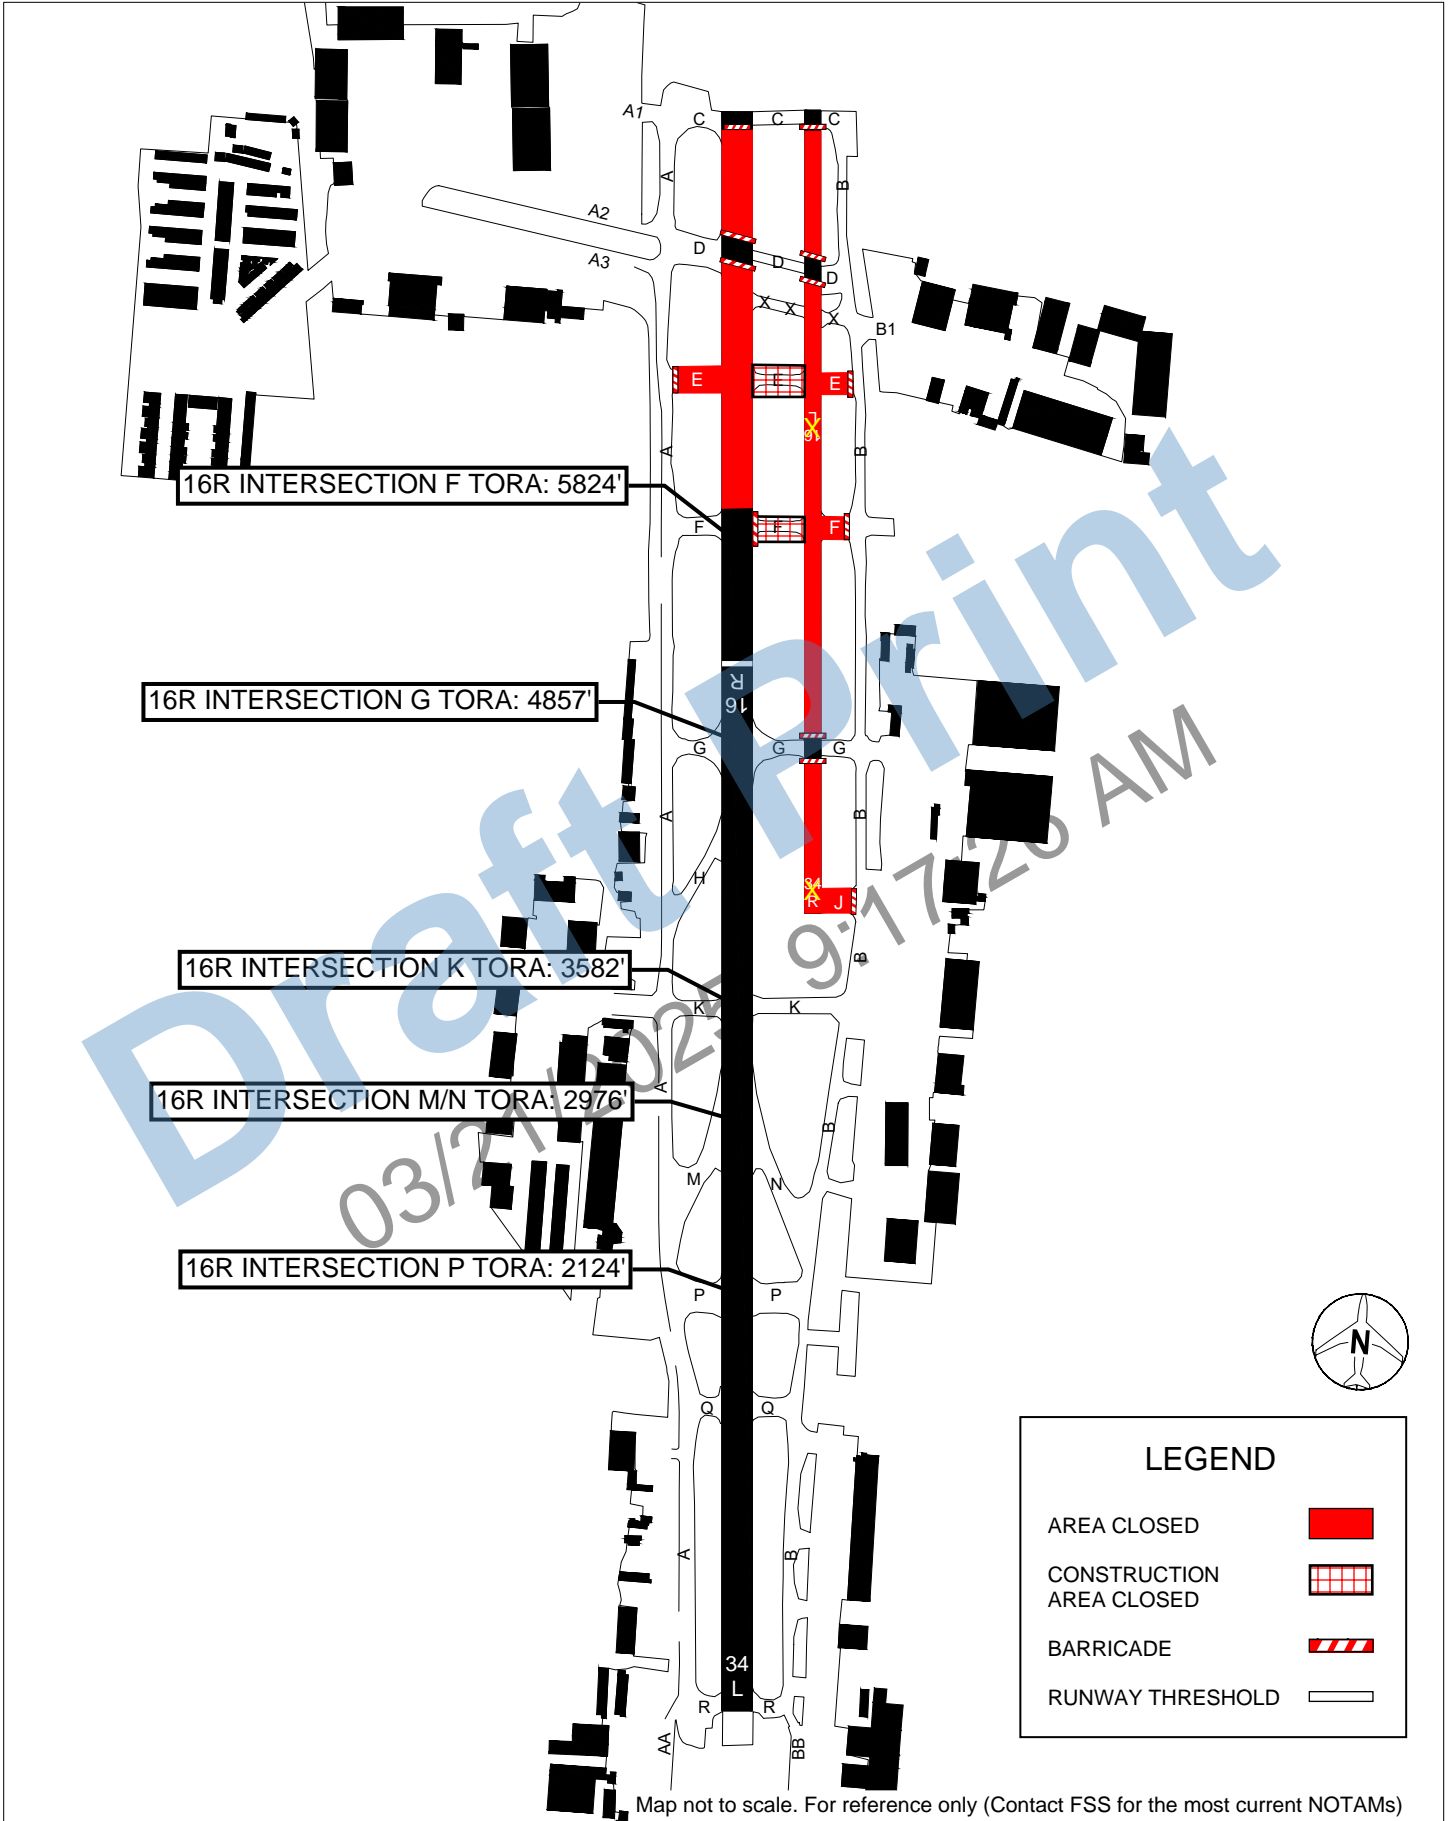 A1
C
C
C
A
B
A2
A3
D
D
D
X
X
X
B1
E
E
E
L
16
A
B
16R INTERSECTION F TORA: 5824'
F
F
F
R
16
16R INTERSECTION G TORA: 4857'
G
G
G
A
B
H
34
R
J
B
16R INTERSECTION K TORA: 3582'
K
K
A
16R INTERSECTION M/N TORA: 2976'
B
M
N
16R INTERSECTION P TORA: 2124'
P
P
Q
Q
A
B
34
L
R
R
AA
BB
Draft Print
03/21/2025 9:17:26 AM
N
LEGEND
AREA CLOSED
CONSTRUCTION
AREA CLOSED
BARRICADE
RUNWAY THRESHOLD
Map not to scale. For reference only (Contact FSS for the most current NOTAMs)